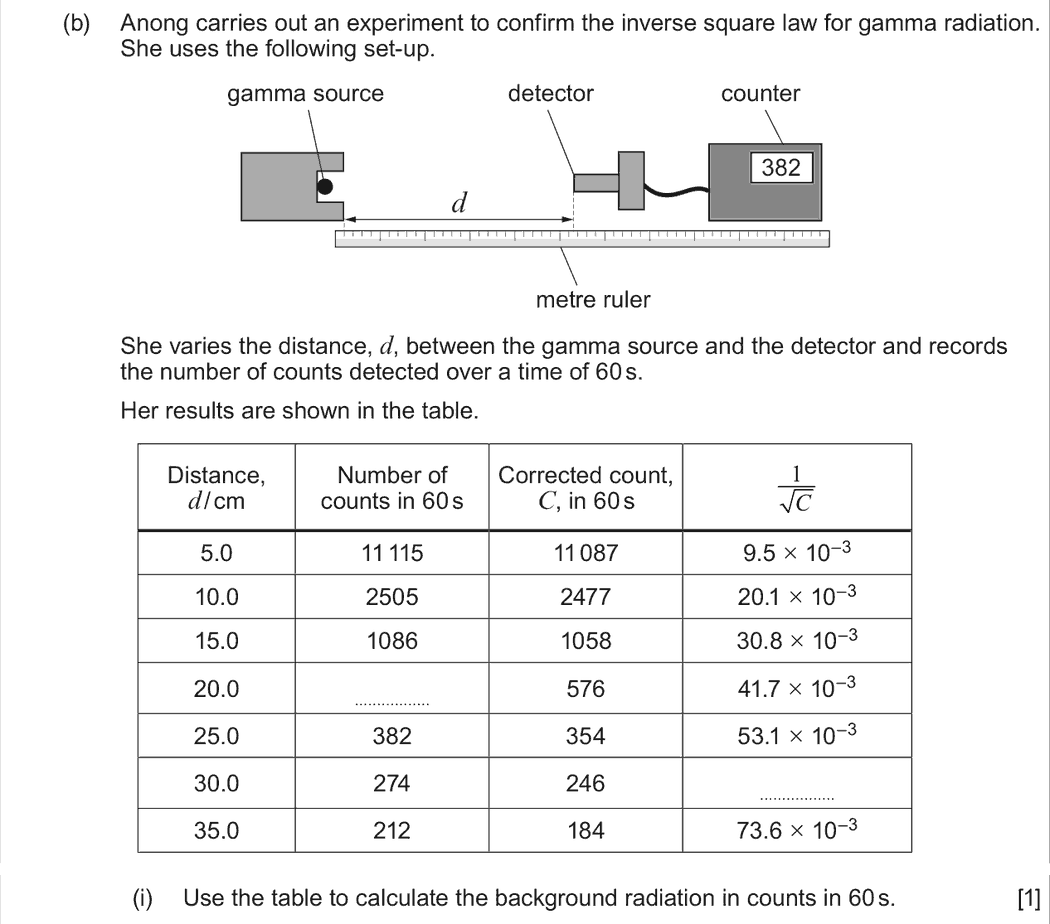 (b) Anong carries out an experiment to confirm the inverse square law for gamma radiation.
She uses the following set-up.
gamma source detector counter
382
d
metre ruler
She varies the distance, d, between the gamma source and the detector and records
the number of counts detected over a time of 60 s.
Her results are shown in the table.
Distance, d/cm Number of counts in 60 s Corrected count, C, in 60 s 1/√C
5.0 11 115 11 087 9.5 × 10⁻³
10.0 2505 2477 20.1 × 10⁻³
15.0 1086 1058 30.8 × 10⁻³
20.0 ................. 576 41.7 × 10⁻³
25.0 382 354 53.1 × 10⁻³
30.0 274 246 .................
35.0 212 184 73.6 × 10⁻³
(i) Use the table to calculate the background radiation in counts in 60 s. [1]